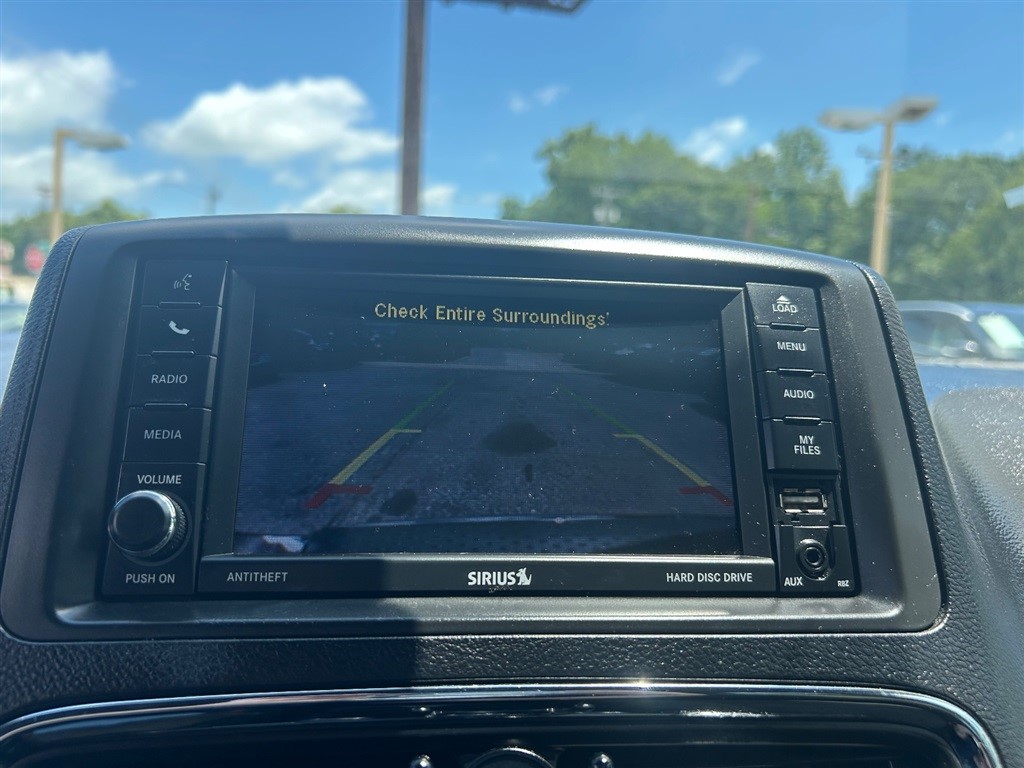 Check Entire Surroundings!
RADIO
MEDIA
VOLUME
PUSH ON
LOAD
MENU
AUDIO
MY
FILES
AUX
RBZ
ANTITHEFT
SIRIUS
HARD DISC DRIVE